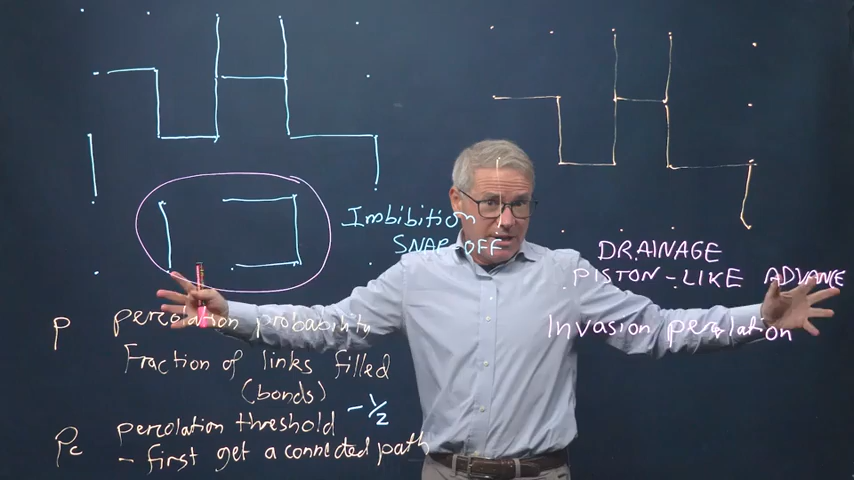 Imbibition
SNAP-OFF
DRAINAGE
PISTON-LIKE ADVANCE
Invasion percolation
P percolation probability
Fraction of links filled
(bonds)
Pc percolation threshold - 1/2
- first get a connected path